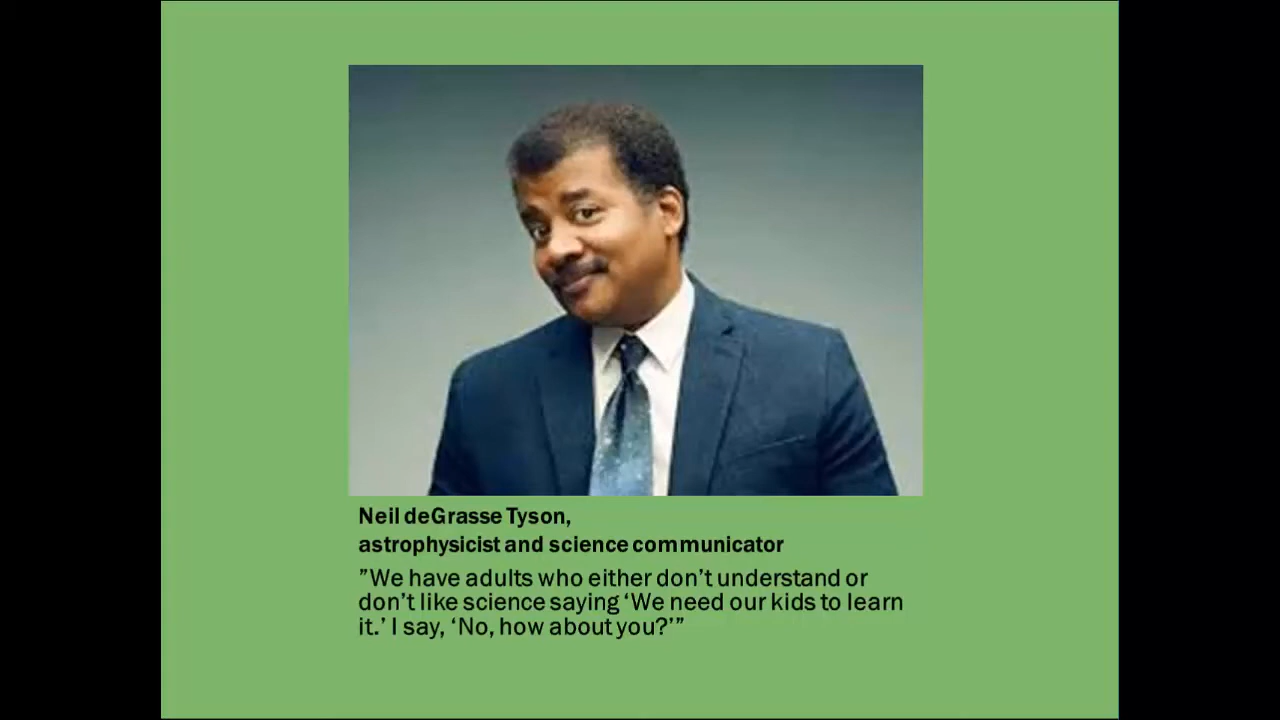 Neil deGrasse Tyson,
astrophysicist and science communicator
”We have adults who either don’t understand or
don’t like science saying ‘We need our kids to learn
it.’ I say, ‘No, how about you?’”